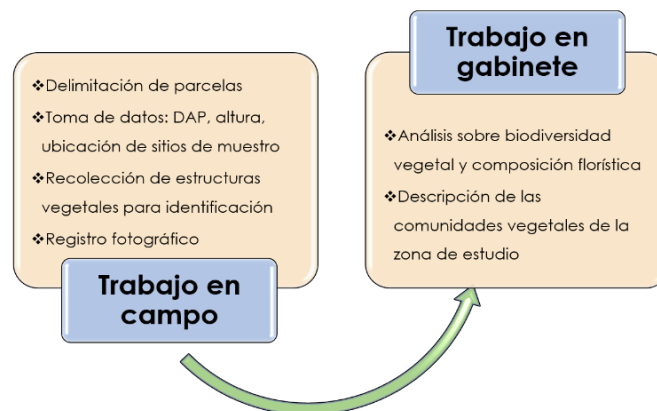 ❖Delimitación de parcelas
❖Toma de datos: DAP, altura,
ubicación de sitios de muestro
❖Recolección de estructuras
vegetales para identificación
❖Registro fotográfico
Trabajo en
campo
Trabajo en
gabinete
❖Análisis sobre biodiversidad
vegetal y composición florística
❖Descripción de las
comunidades vegetales de la
zona de estudio